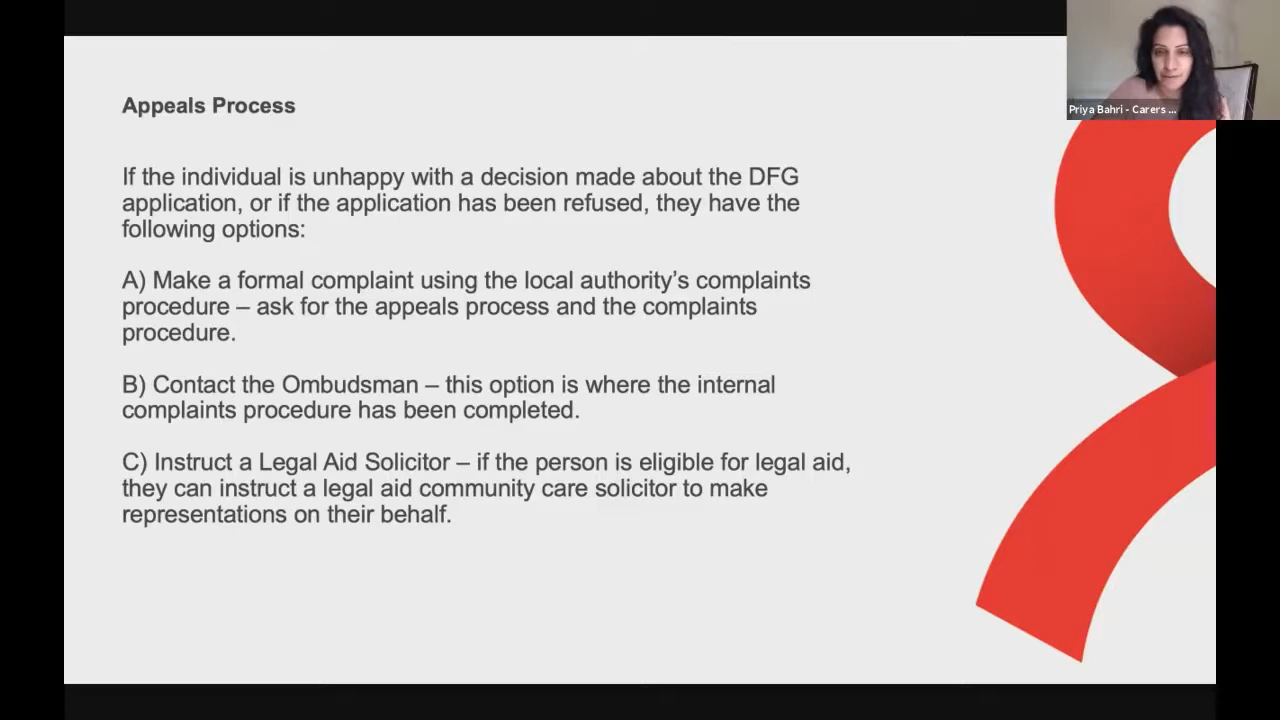 Appeals Process
If the individual is unhappy with a decision made about the DFG
application, or if the application has been refused, they have the
following options:
A) Make a formal complaint using the local authority’s complaints
procedure – ask for the appeals process and the complaints
procedure.
B) Contact the Ombudsman – this option is where the internal
complaints procedure has been completed.
C) Instruct a Legal Aid Solicitor – if the person is eligible for legal aid,
they can instruct a legal aid community care solicitor to make
representations on their behalf.
Priya Bahri - Carers ...